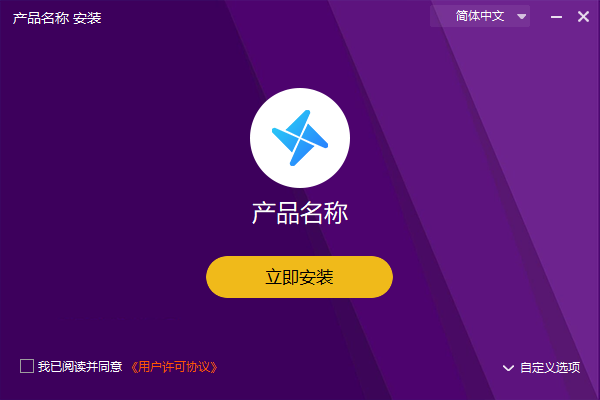 产品名称 安装
简体中文
产品名称
立即安装
我已阅读并同意 《用户许可协议》
自定义选项